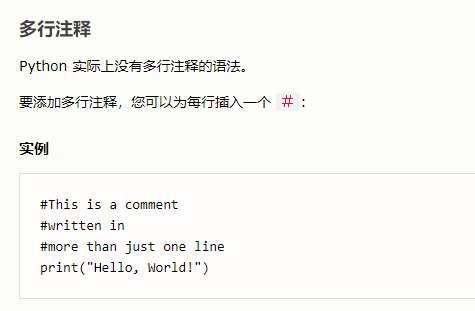 多行注释
Python 实际上没有多行注释的语法。
要添加多行注释，您可以为每行插入一个 #：
实例
#This is a comment
#written in
#more than just one line
print("Hello, World!")